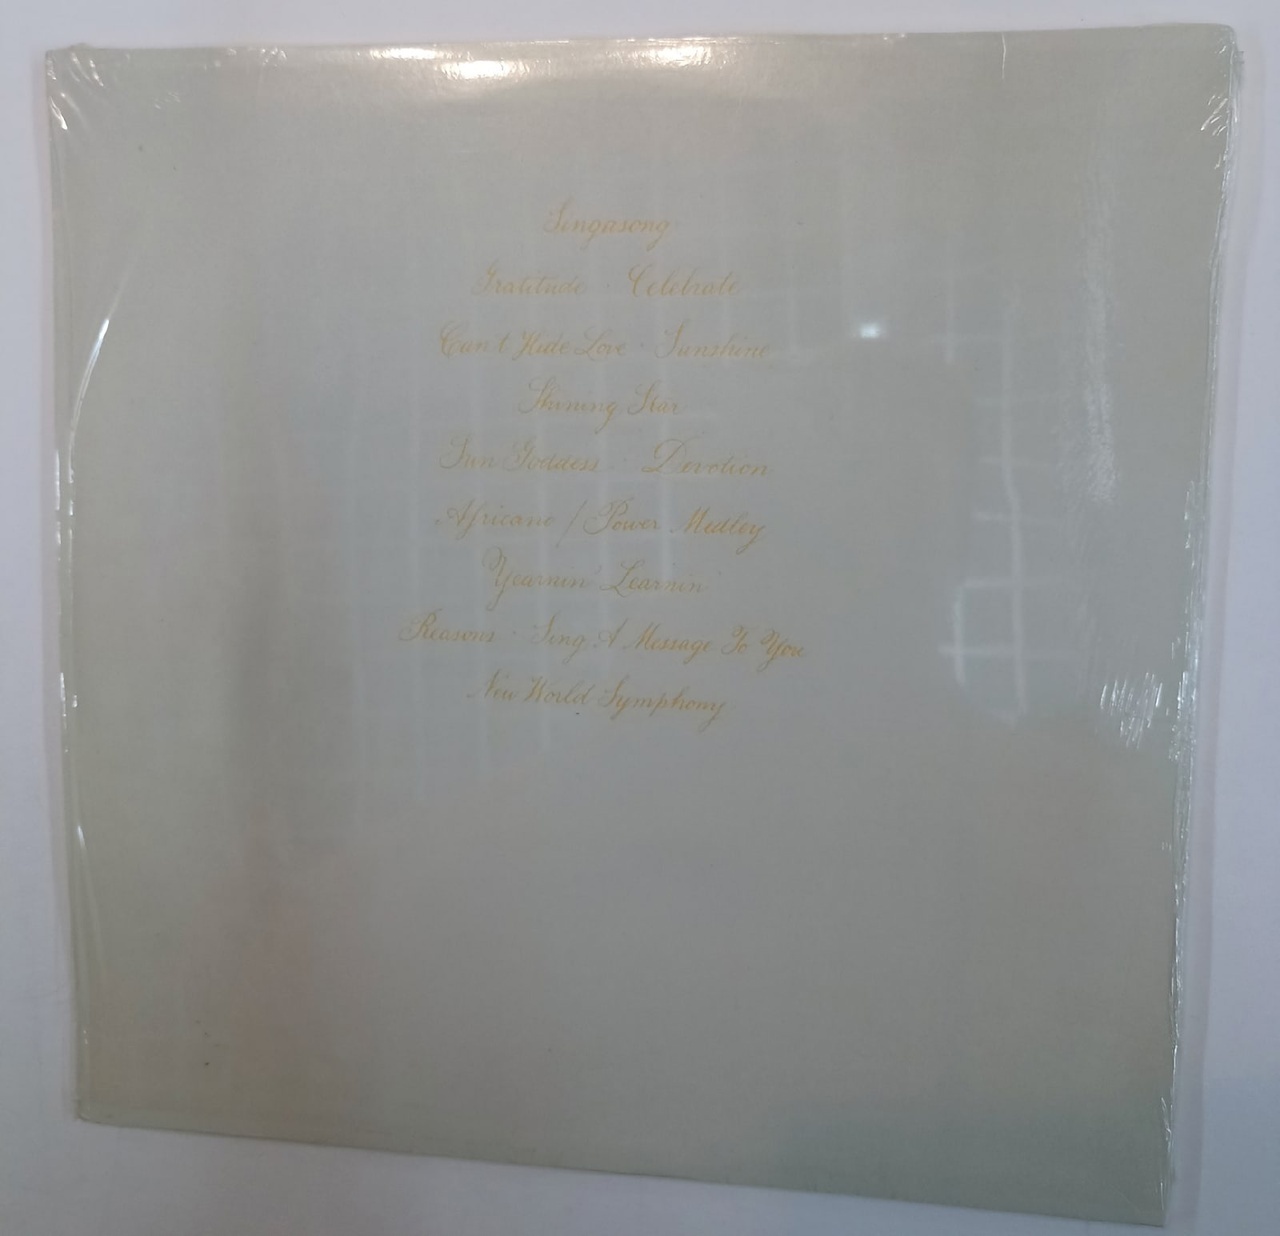 Singasong
Gratitude · Celebrate
Can't Hide Love · Sunshine
Shining Star
Sun Goddess · Devotion
Africano / Power Medley
Yearnin' Learnin'
Reasons · Sing A Message To You
New World Symphony